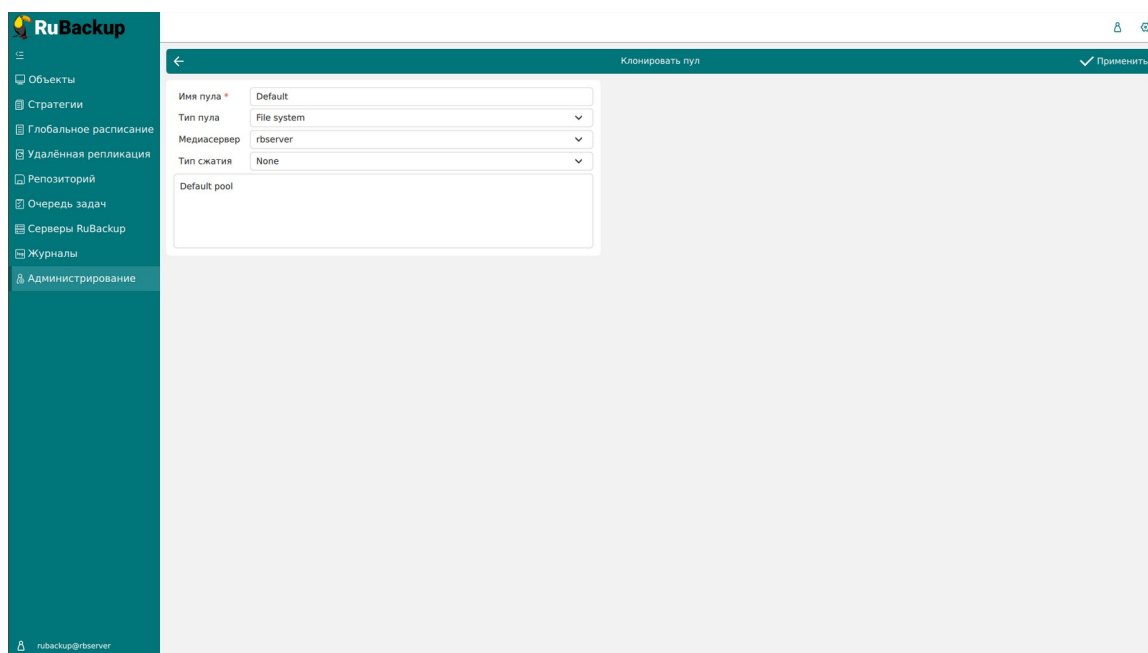 RuBackup
Клонировать пул
Применить
Объекты
Стратегии
Глобальное расписание
Удалённая репликация
Репозиторий
Очередь задач
Серверы RuBackup
Журналы
Администрирование
Имя пула * Default
Тип пула File system
Медиасервер rbserver
Тип сжатия None
Default pool
rubackup@rbserver